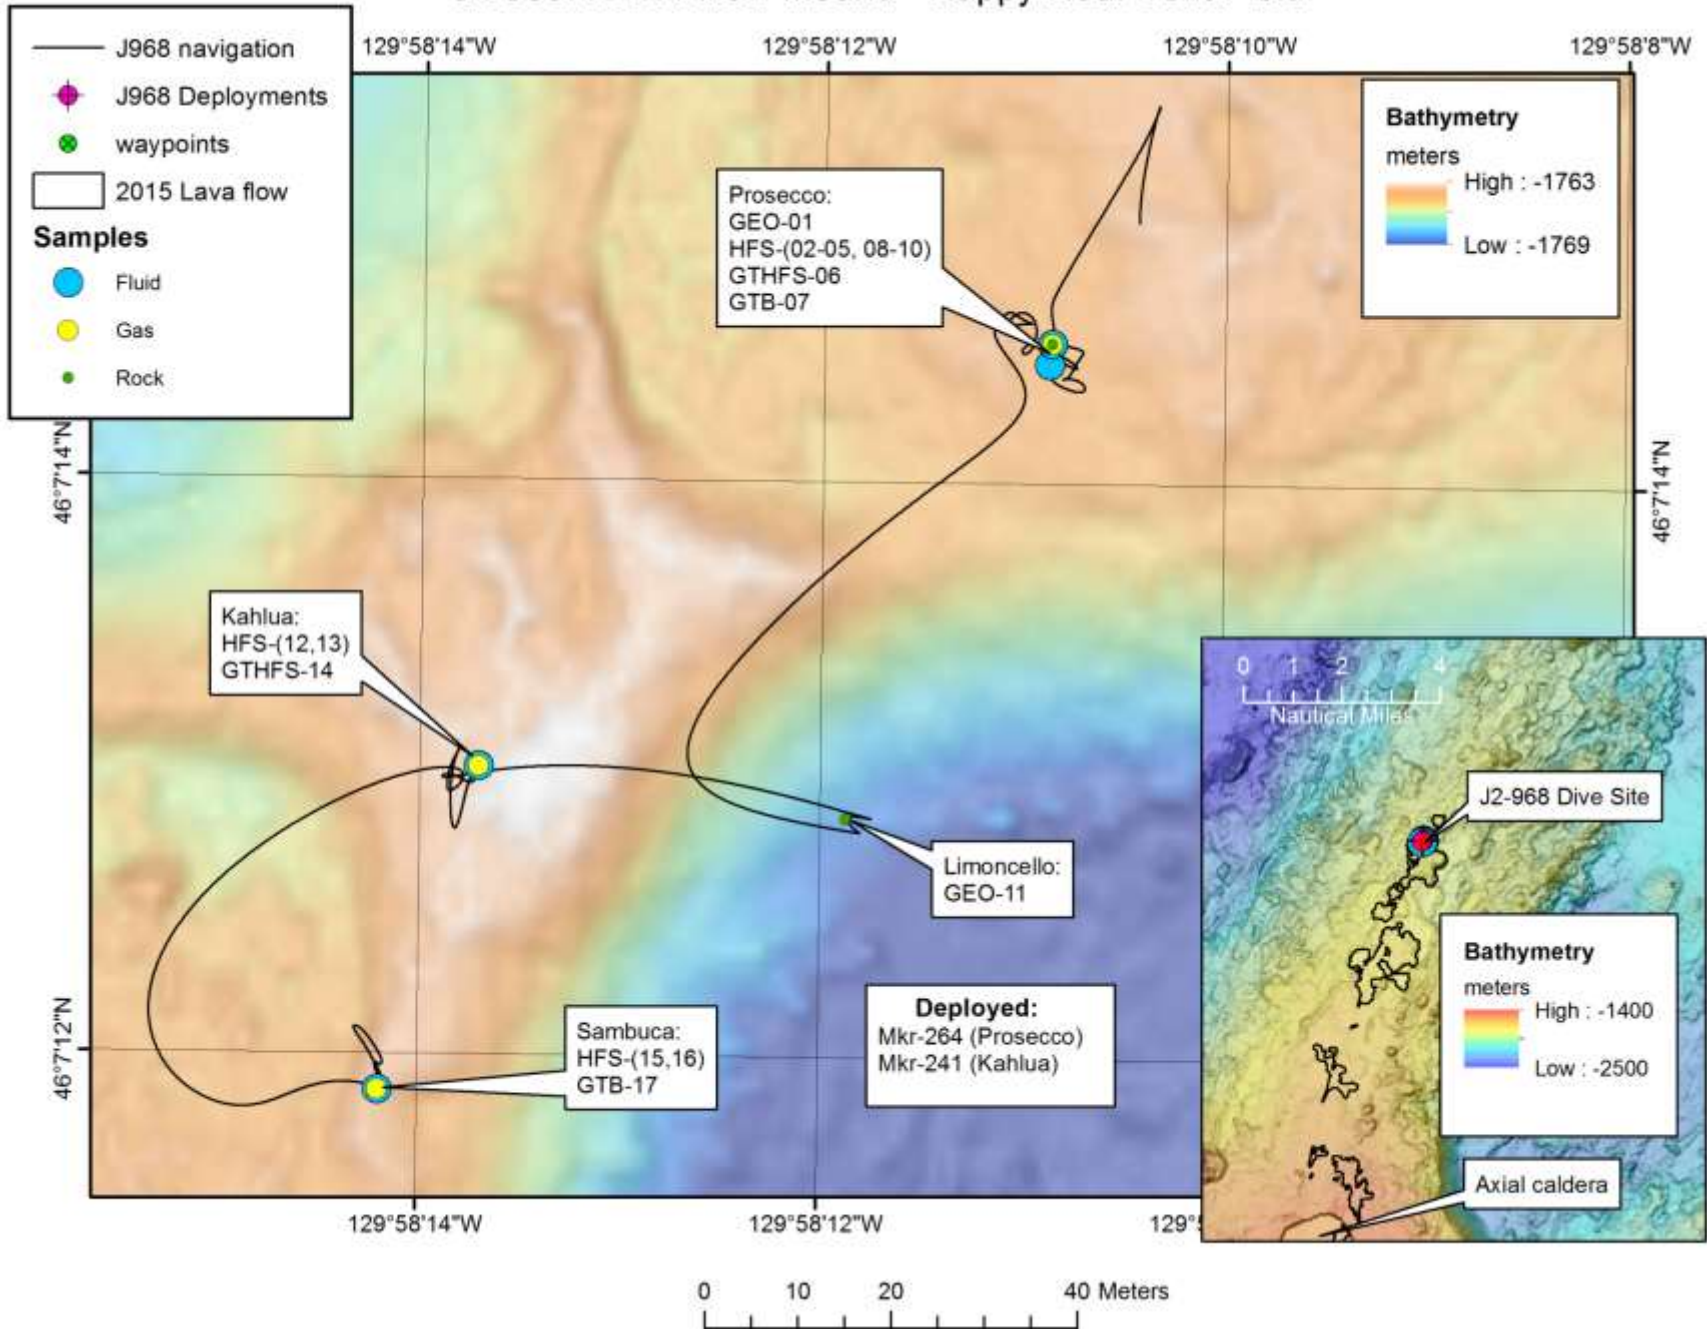 129°58'14"W
129°58'12"W
129°58'10"W
129°58'8"W
J968 navigation
J968 Deployments
waypoints
2015 Lava flow
Samples
Fluid
Gas
Rock
Bathymetry
meters
High : -1763
Low : -1769
Prosecco:
GEO-01
HFS-(02-05, 08-10)
GTHFS-06
GTB-07
46°7'14"N
46°7'14"N
Kahlua:
HFS-(12,13)
GTHFS-14
Limoncello:
GEO-11
Sambuca:
HFS-(15,16)
GTB-17
Deployed:
Mkr-264 (Prosecco)
Mkr-241 (Kahlua)
46°7'12"N
0 1 2 4
Nautical Miles
J2-968 Dive Site
Bathymetry
meters
High : -1400
Low : -2500
Axial caldera
129°58'14"W
129°58'12"W
0 10 20 40 Meters